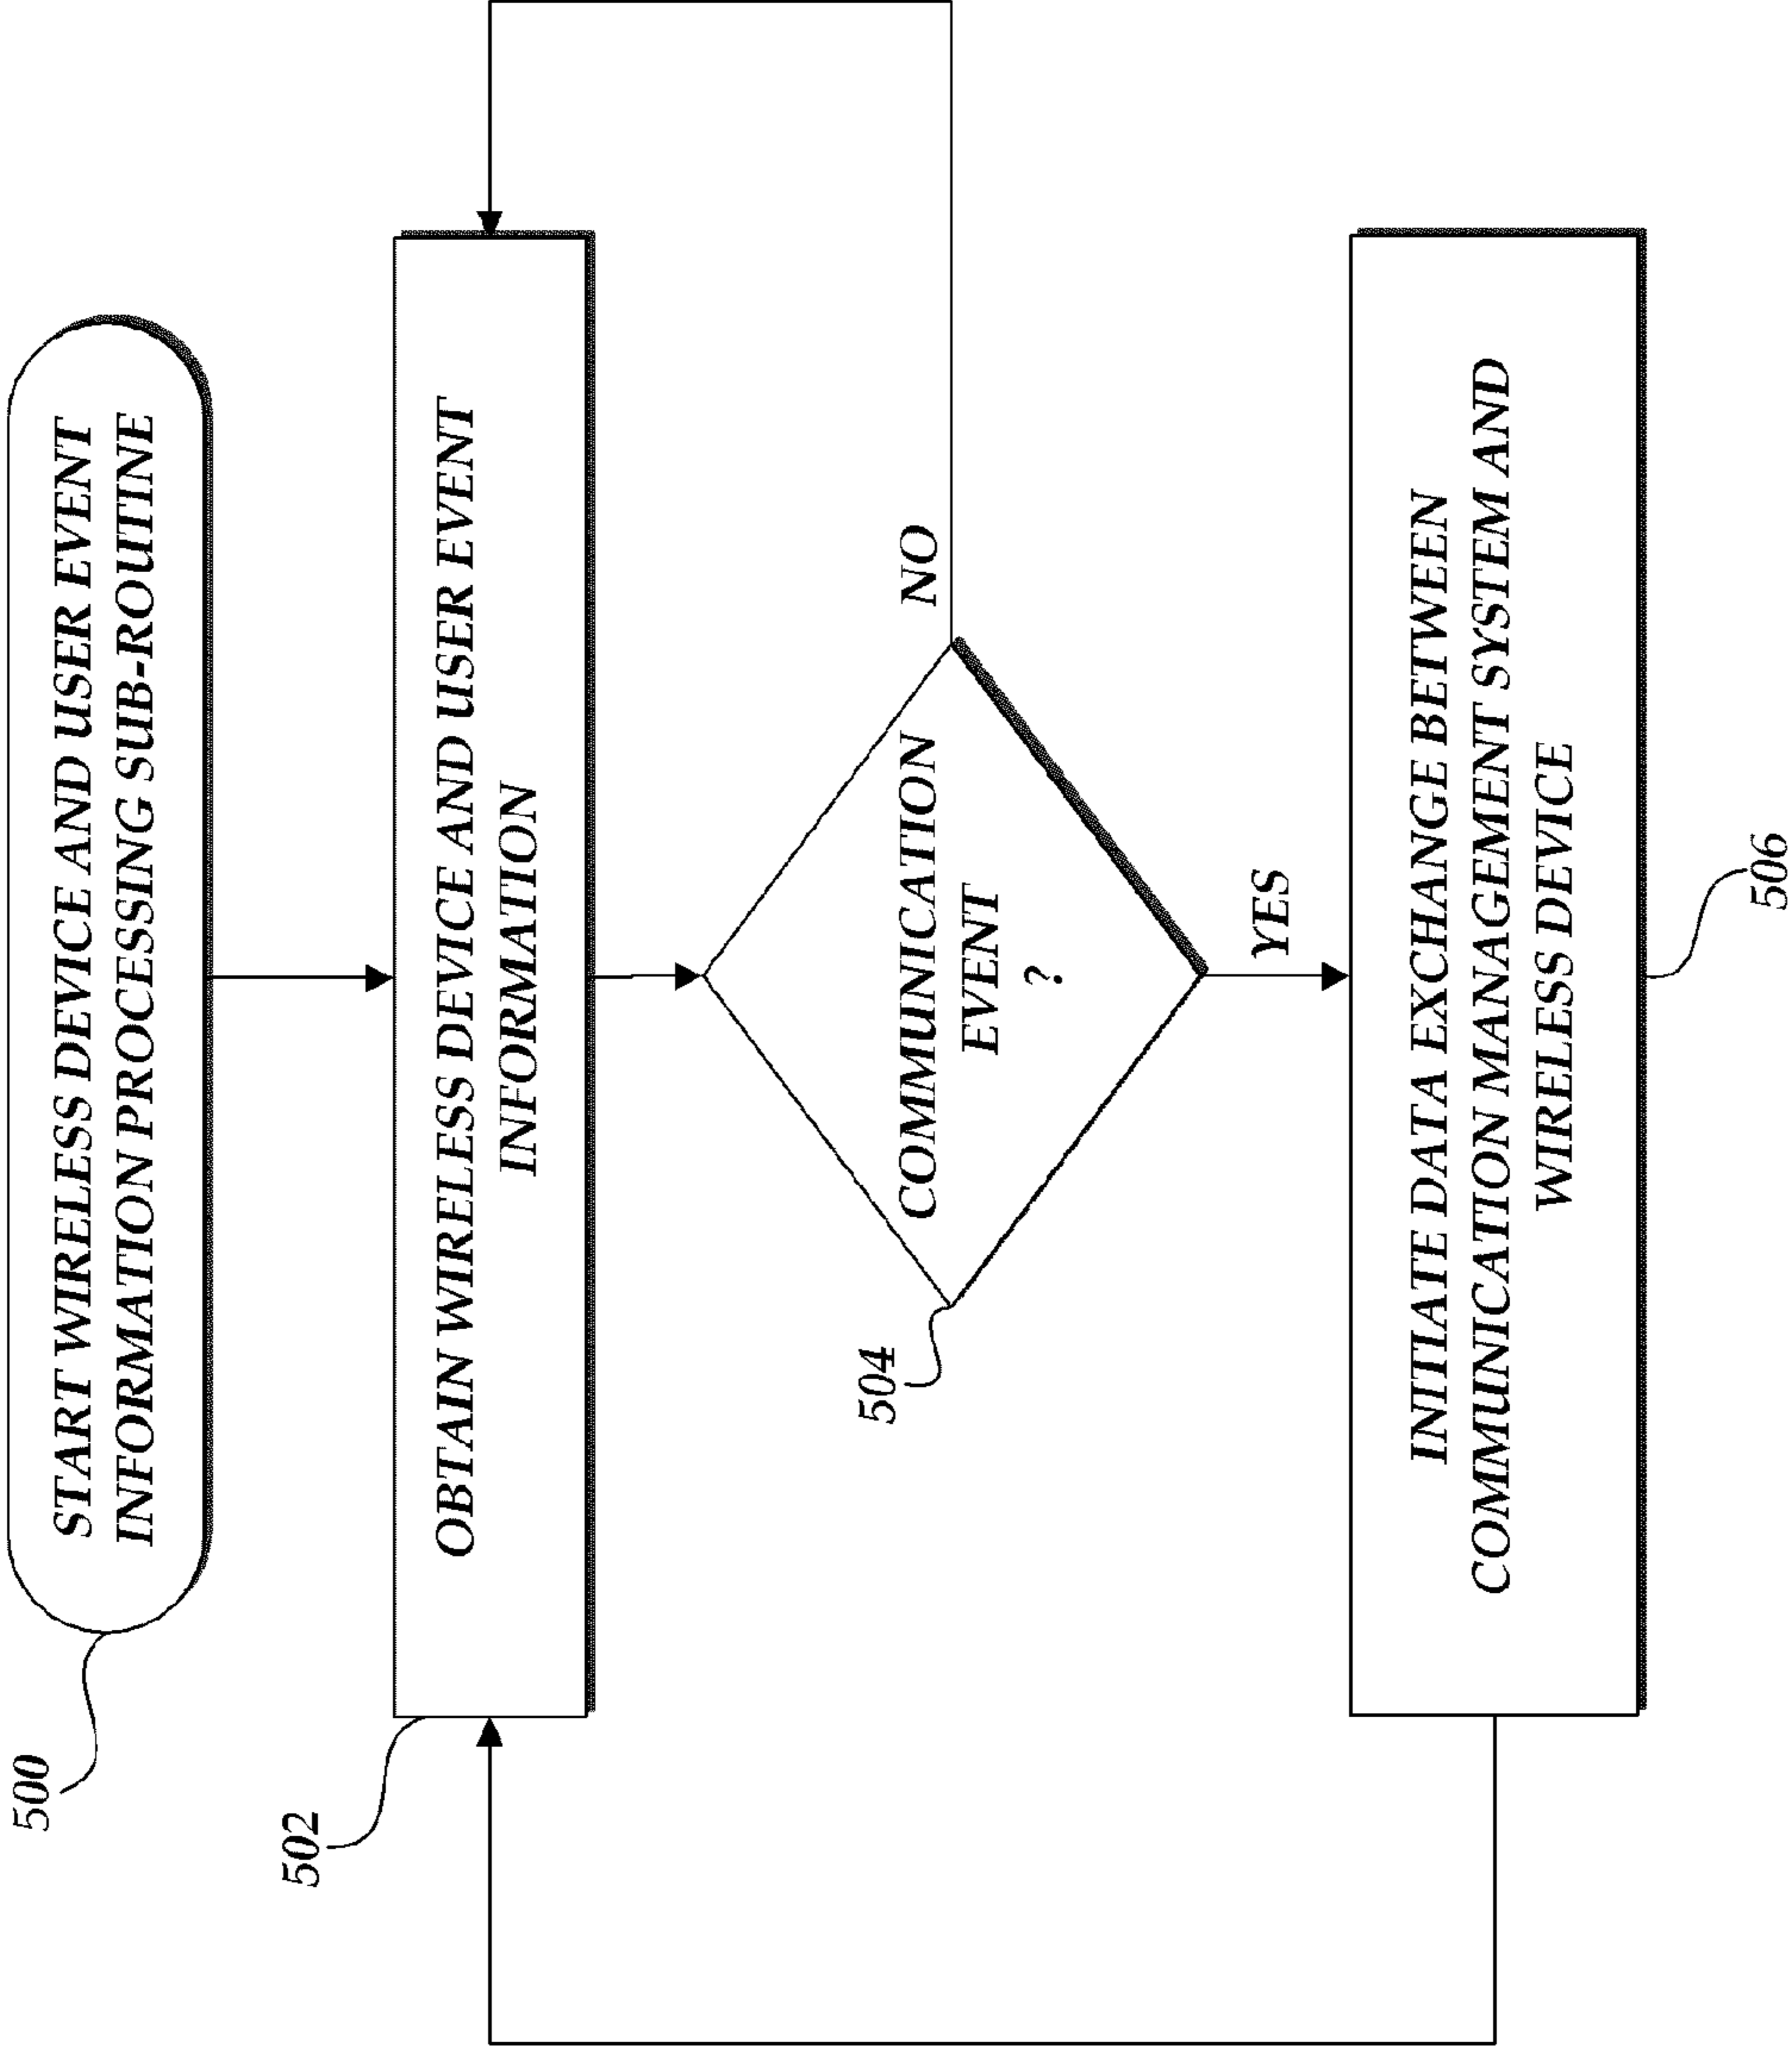 500
START WIRELESS DEVICE AND USER EVENT
INFORMATION PROCESSING SUB-ROUTINE
502
OBTAIN WIRELESS DEVICE AND USER EVENT
INFORMATION
504
COMMUNICATION
EVENT
?
NO
YES
INITIATE DATA EXCHANGE BETWEEN
COMMUNICATION MANAGEMENT SYSTEM AND
WIRELESS DEVICE
506